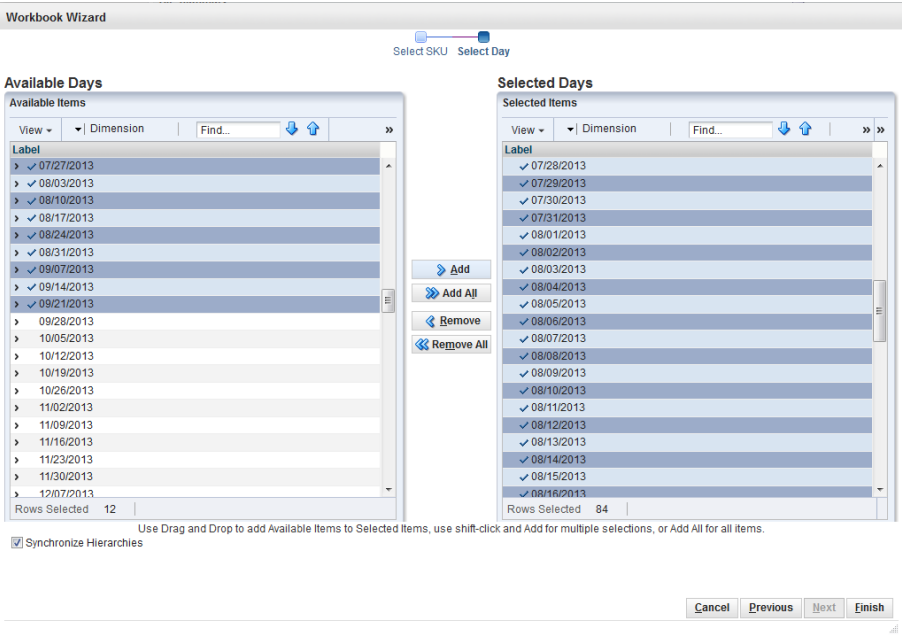 Workbook Wizard
Select SKU Select Day
Available Days
Available Items
View Dimension Find... »
Label
07/27/2013
08/03/2013
08/10/2013
08/17/2013
08/24/2013
08/31/2013
09/07/2013
09/14/2013
09/21/2013
09/28/2013
10/05/2013
10/12/2013
10/19/2013
10/26/2013
11/02/2013
11/09/2013
11/16/2013
11/23/2013
11/30/2013
12/07/2013
Rows Selected 12
Add
Add All
Remove
Remove All
Selected Days
Selected Items
View Dimension Find... » »
Label
07/28/2013
07/29/2013
07/30/2013
07/31/2013
08/01/2013
08/02/2013
08/03/2013
08/04/2013
08/05/2013
08/06/2013
08/07/2013
08/08/2013
08/09/2013
08/10/2013
08/11/2013
08/12/2013
08/13/2013
08/14/2013
08/15/2013
08/16/2013
Rows Selected 84
Use Drag and Drop to add Available Items to Selected Items, use shift-click and Add for multiple selections, or Add All for all items.
Synchronize Hierarchies
Cancel Previous Next Finish